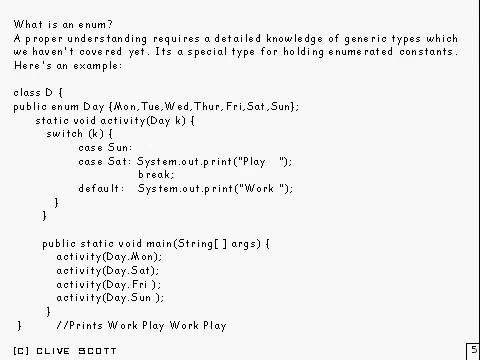 What is an enum?
A proper understanding requires a detailed knowledge of generic types which
we haven't covered yet. Its a special type for holding enumerated constants.
Here's an example:
class D {
public enum Day {Mon,Tue,Wed,Thur,Fri,Sat,Sun};
static void activity(Day k) {
switch (k) {
case Sun:
case Sat: System.out.print("Play   ");
break;
default:   System.out.print("Work ");
}
}
public static void main(String[ ] args) {
activity(Day.Mon);
activity(Day.Sat);
activity(Day.Fri );
activity(Day.Sun );
}
}      //Prints Work Play Work Play
[C] CLIVE SCOTT
5